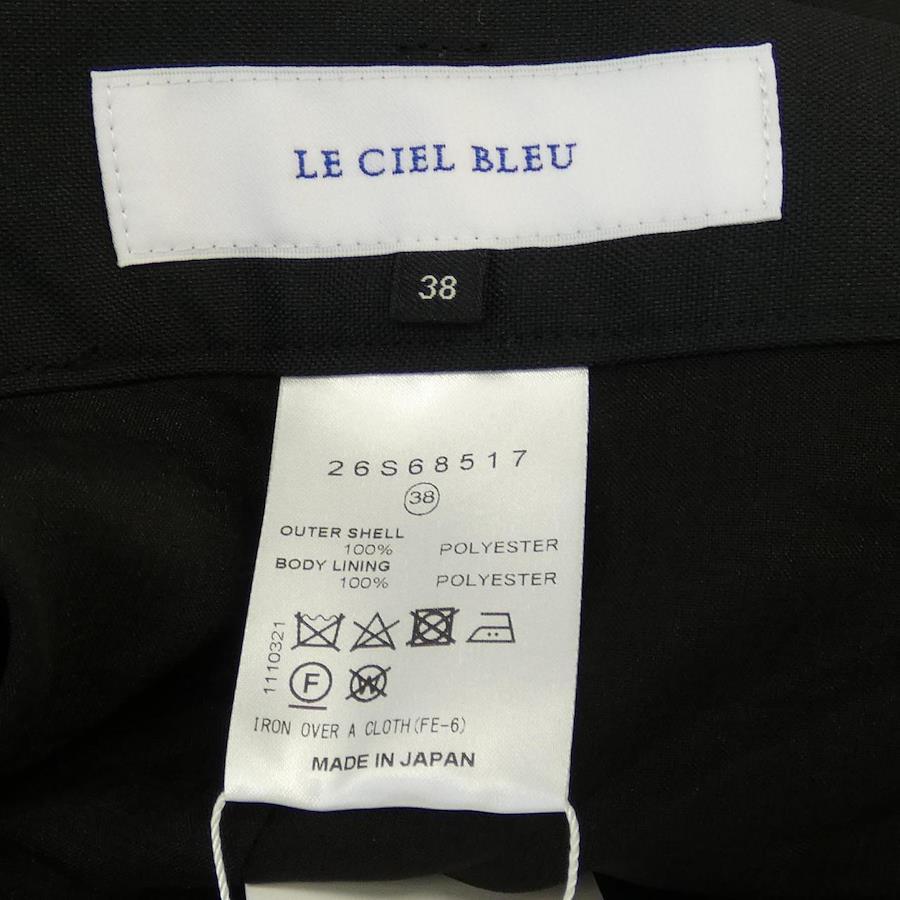 LE CIEL BLEU
38
26S68517
38
OUTER SHELL
100% POLYESTER
BODY LINING
100% POLYESTER
1110321
F W
IRON OVER A CLOTH(FE-6)
MADE IN JAPAN